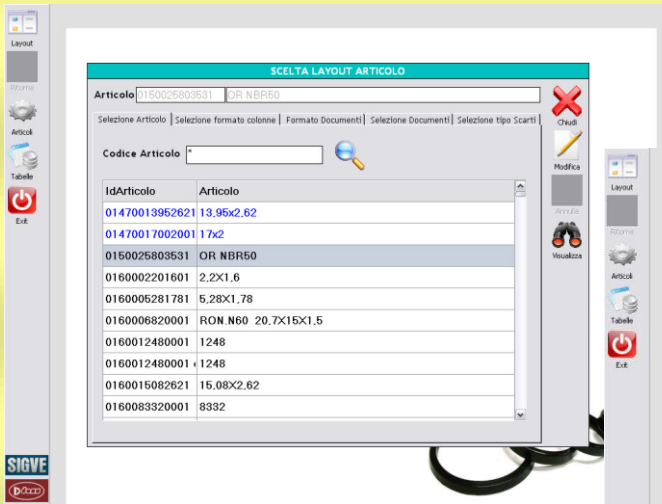 Layout
Ritorna
Articoli
Tabelle
Exit
SIGVE
SCELTA LAYOUT ARTICOLO
Articolo 0150025803531 OR NBR50
Selezione Articolo Selezione formato colonne Formato Documenti Selezione Documenti Selezione tipo Scarti
Codice Articolo *
IdArticolo Articolo
01470013952621 13,95x2,62
01470017002001 17x2
0150025803531 OR NBR50
0160002201601 2,2X1,6
0160005281781 5,28X1,78
0160006820001 RON.N60 20,7X15X1,5
0160012480001 1248
0160012480001 1248
0160015082621 15,08X2,62
0160083320001 8332
Chiudi
Modifica
Annulla
Visualizza
Layout
Ritorna
Articoli
Tabelle
Exit